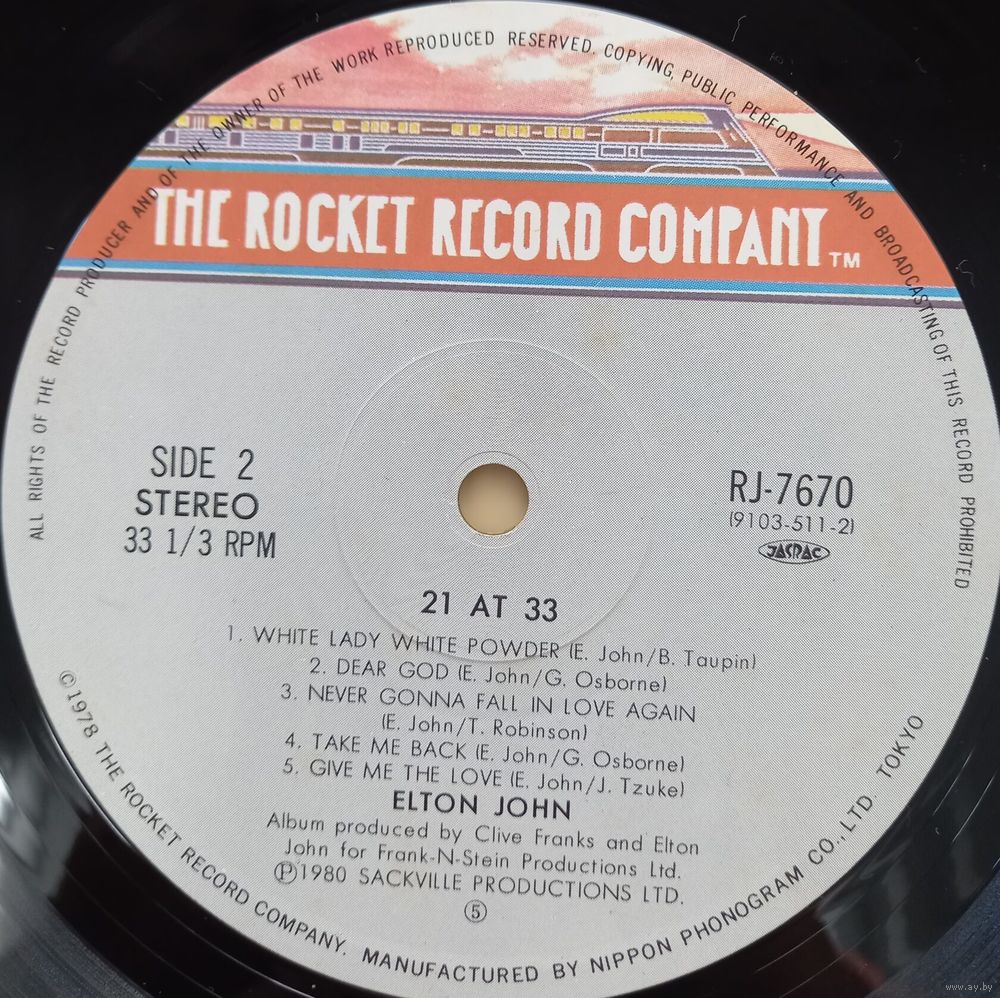 ALL RIGHTS OF THE RECORD PRODUCER AND OF THE OWNER OF THE WORK REPRODUCED RESERVED. COPYING, PUBLIC PERFORMANCE AND BROADCASTING OF THIS RECORD PROHIBITED
THE ROCKET RECORD COMPANY TM
SIDE 2
STEREO
33 1/3 RPM
RJ-7670
(9103-511-2)
JASRAC
21 AT 33
1. WHITE LADY WHITE POWDER (E. John/B. Taupin)
2. DEAR GOD (E. John/G. Osborne)
3. NEVER GONNA FALL IN LOVE AGAIN
(E. John/T. Robinson)
4. TAKE ME BACK (E. John/G. Osborne)
5. GIVE ME THE LOVE (E. John/J. Tzuke)
ELTON JOHN
Album produced by Clive Franks and Elton
John for Frank-N-Stein Productions Ltd.
Ⓟ1980 SACKVILLE PRODUCTIONS LTD.
⑤
©1978 THE ROCKET RECORD COMPANY. MANUFACTURED BY NIPPON PHONOGRAM CO., LTD. TOKYO
www.ay.by